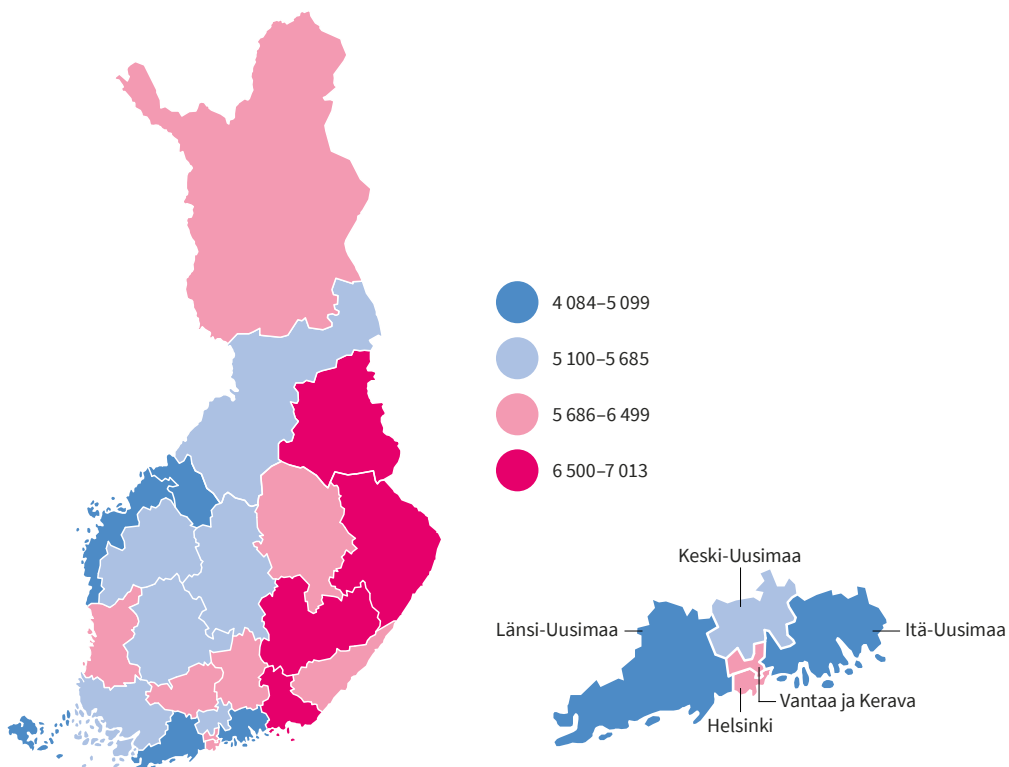 4 084–5 099
5 100–5 685
5 686–6 499
6 500–7 013
Keski-Uusimaa
Länsi-Uusimaa
Itä-Uusimaa
Vantaa ja Kerava
Helsinki